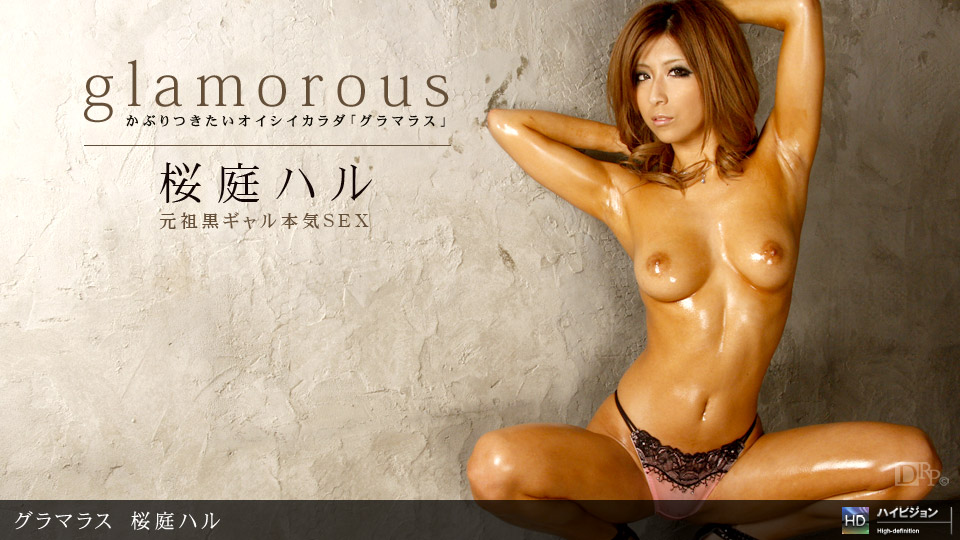 glamorous
かぶりつきたいオイシイカラダ「グラマラス」
桜庭ハル
元祖黒ギャル本気SEX
DRP©
グラマラス 桜庭ハル
HD ハイビジョン
High-definition